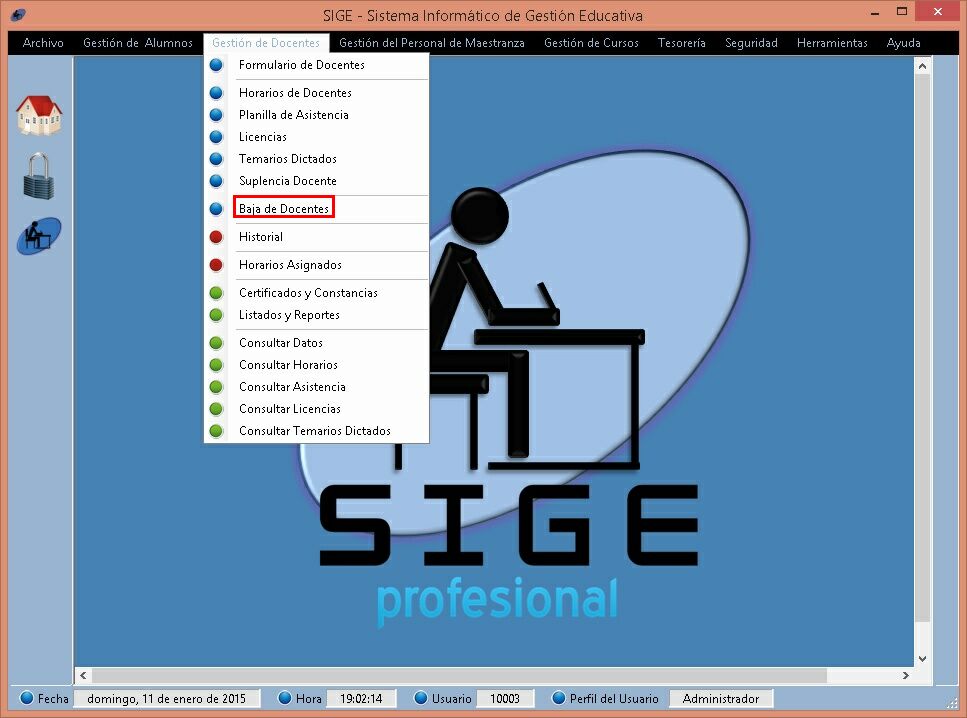 SIGE - Sistema Informático de Gestión Educativa
Archivo Gestión de Alumnos Gestión de Docentes Gestión del Personal de Maestranza Gestión de Cursos Tesorería Seguridad Herramientas Ayuda
Formulario de Docentes
Horarios de Docentes
Planilla de Asistencia
Licencias
Temarios Dictados
Suplencia Docente
Baja de Docentes
Historial
Horarios Asignados
Certificados y Constancias
Listados y Reportes
Consultar Datos
Consultar Horarios
Consultar Asistencia
Consultar Licencias
Consultar Temarios Dictados
SIGE
profesional
Fecha domingo, 11 de enero de 2015 Hora 19:02:14 Usuario 10003 Perfil del Usuario Administrador